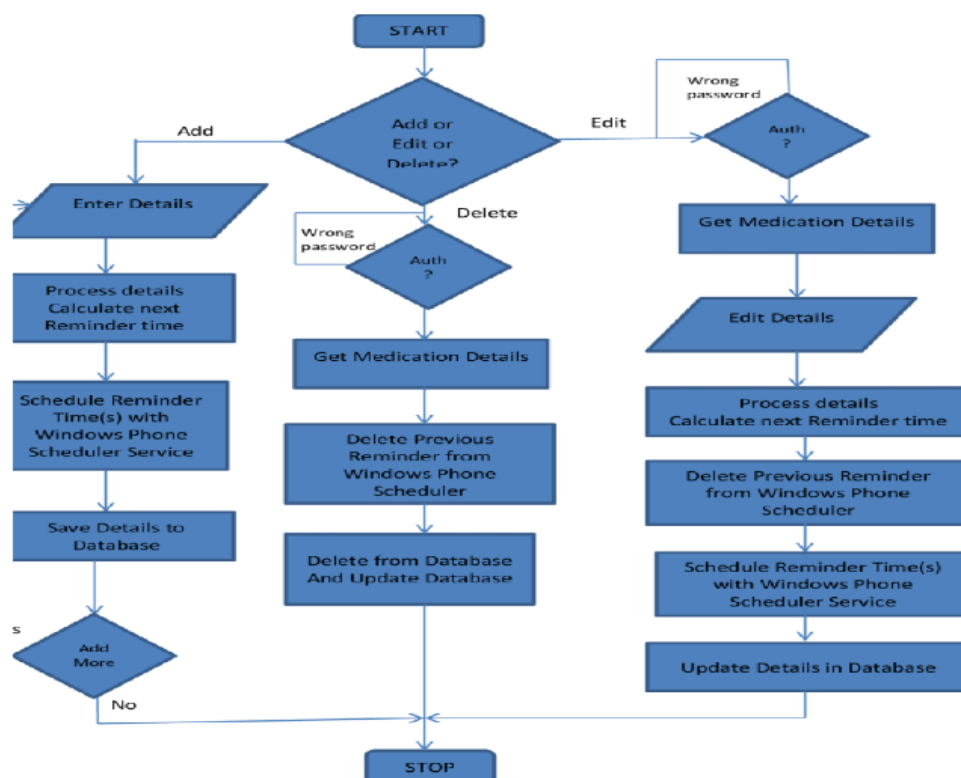 START
Add or
Edit or
Delete?
Add
Edit
Delete
Wrong
password
Auth
?
Enter Details
Process details
Calculate next
Reminder time
Schedule Reminder
Time(s) with
Windows Phone
Scheduler Service
Save Details to
Database
s
Add
More
No
Wrong
password
Auth
?
Get Medication Details
Delete Previous
Reminder from
Windows Phone
Scheduler
Delete from Database
And Update Database
Get Medication Details
Edit Details
Process details
Calculate next Reminder time
Delete Previous Reminder
from Windows Phone
Scheduler
Schedule Reminder Time(s)
with Windows Phone
Scheduler Service
Update Details in Database
STOP